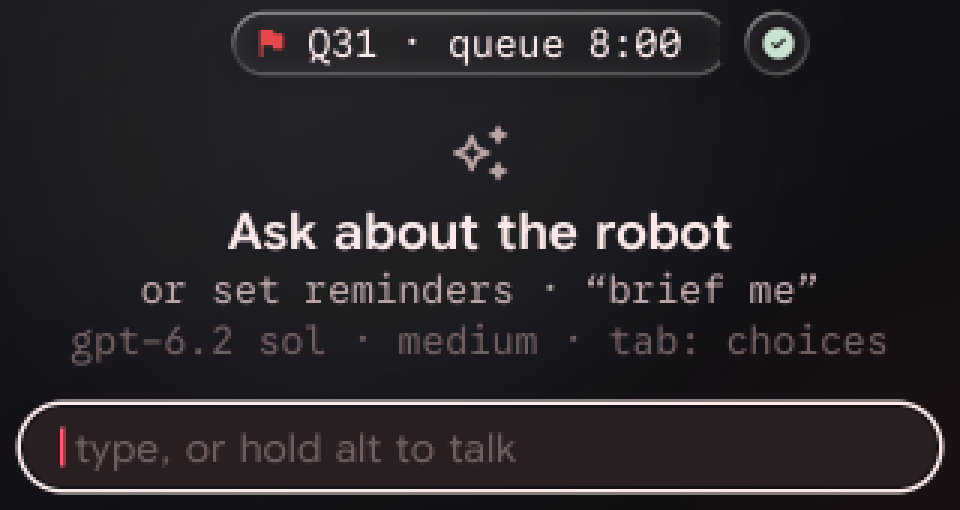 Q31 · queue 8:00
Ask about the robot
or set reminders · “brief me”
gpt-6.2 sol · medium · tab: choices
type, or hold alt to talk